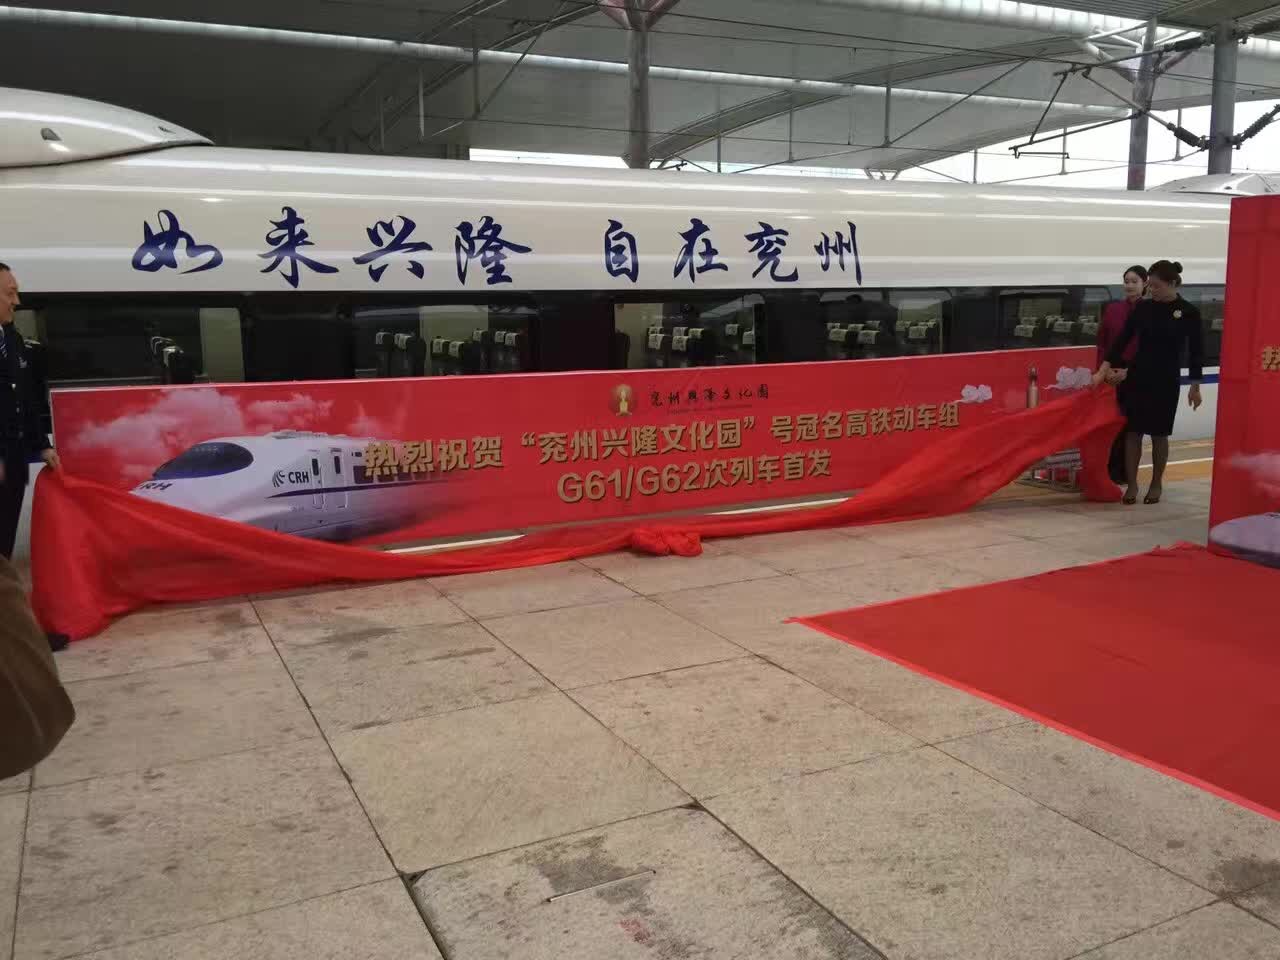 如来兴隆 自在兖州
兖州兴隆文化园
热烈祝贺“兖州兴隆文化园”号冠名高铁动车组
G61/G62次列车首发
CRH
RH
热